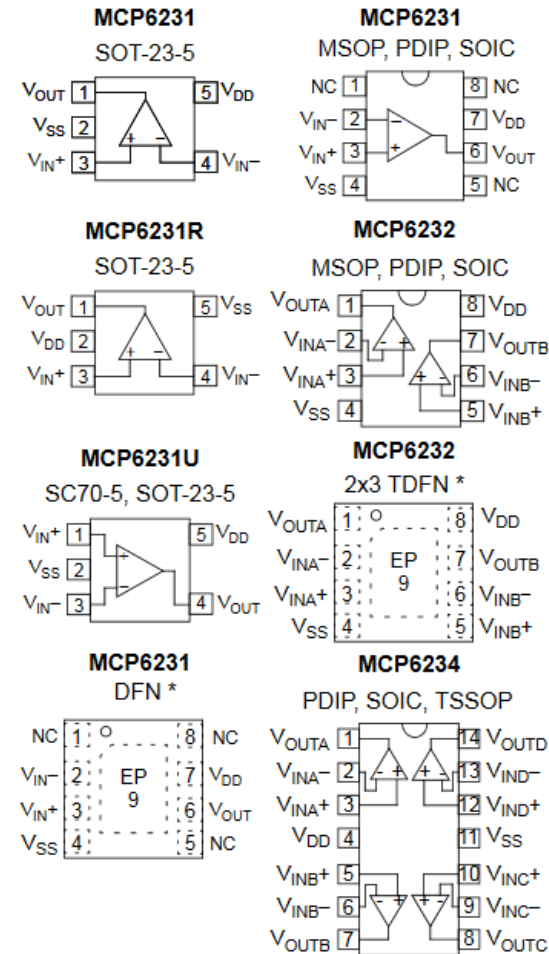 MCP6231
SOT-23-5
VOUT 1 5 VDD
VSS 2
VIN+ 3 4 VIN–
+ –
MCP6231
MSOP, PDIP, SOIC
NC 1 8 NC
VIN– 2 7 VDD
VIN+ 3 6 VOUT
VSS 4 5 NC
–
+
MCP6231R
SOT-23-5
VOUT 1 5 VSS
VDD 2
VIN+ 3 4 VIN–
+ –
MCP6232
MSOP, PDIP, SOIC
VOUTA 1 8 VDD
VINA– 2 7 VOUTB
VINA+ 3 6 VINB–
VSS 4 5 VINB+
- +
+ -
MCP6231U
SC70-5, SOT-23-5
VIN+ 1 5 VDD
VSS 2
VIN– 3 4 VOUT
+
–
MCP6232
2x3 TDFN *
VOUTA 1 8 VDD
VINA– 2 7 VOUTB
VINA+ 3 6 VINB–
VSS 4 5 VINB+
EP
9
MCP6231
DFN *
NC 1 8 NC
VIN– 2 7 VDD
VIN+ 3 6 VOUT
VSS 4 5 NC
EP
9
MCP6234
PDIP, SOIC, TSSOP
VOUTA 1 14 VOUTD
VINA– 2 13 VIND–
VINA+ 3 12 VIND+
VDD 4 11 VSS
VINB+ 5 10 VINC+
VINB– 6 9 VINC–
VOUTB 7 8 VOUTC
- + + -
- + + -